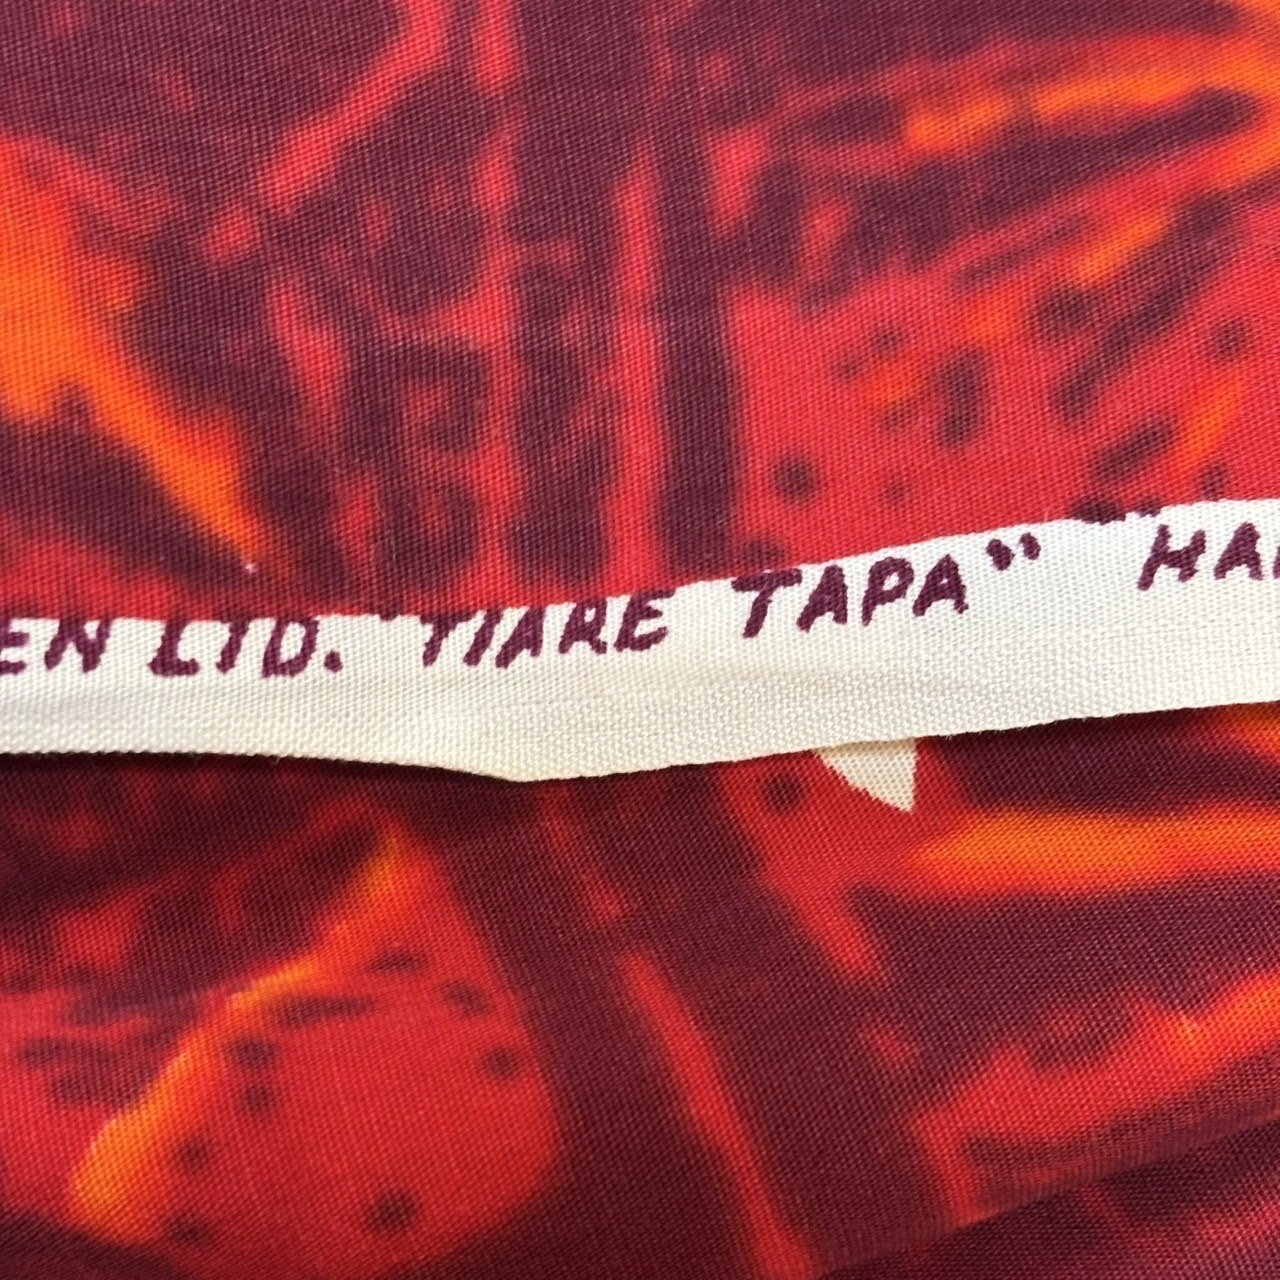 EN LTD. "TIARE TAPA" HA